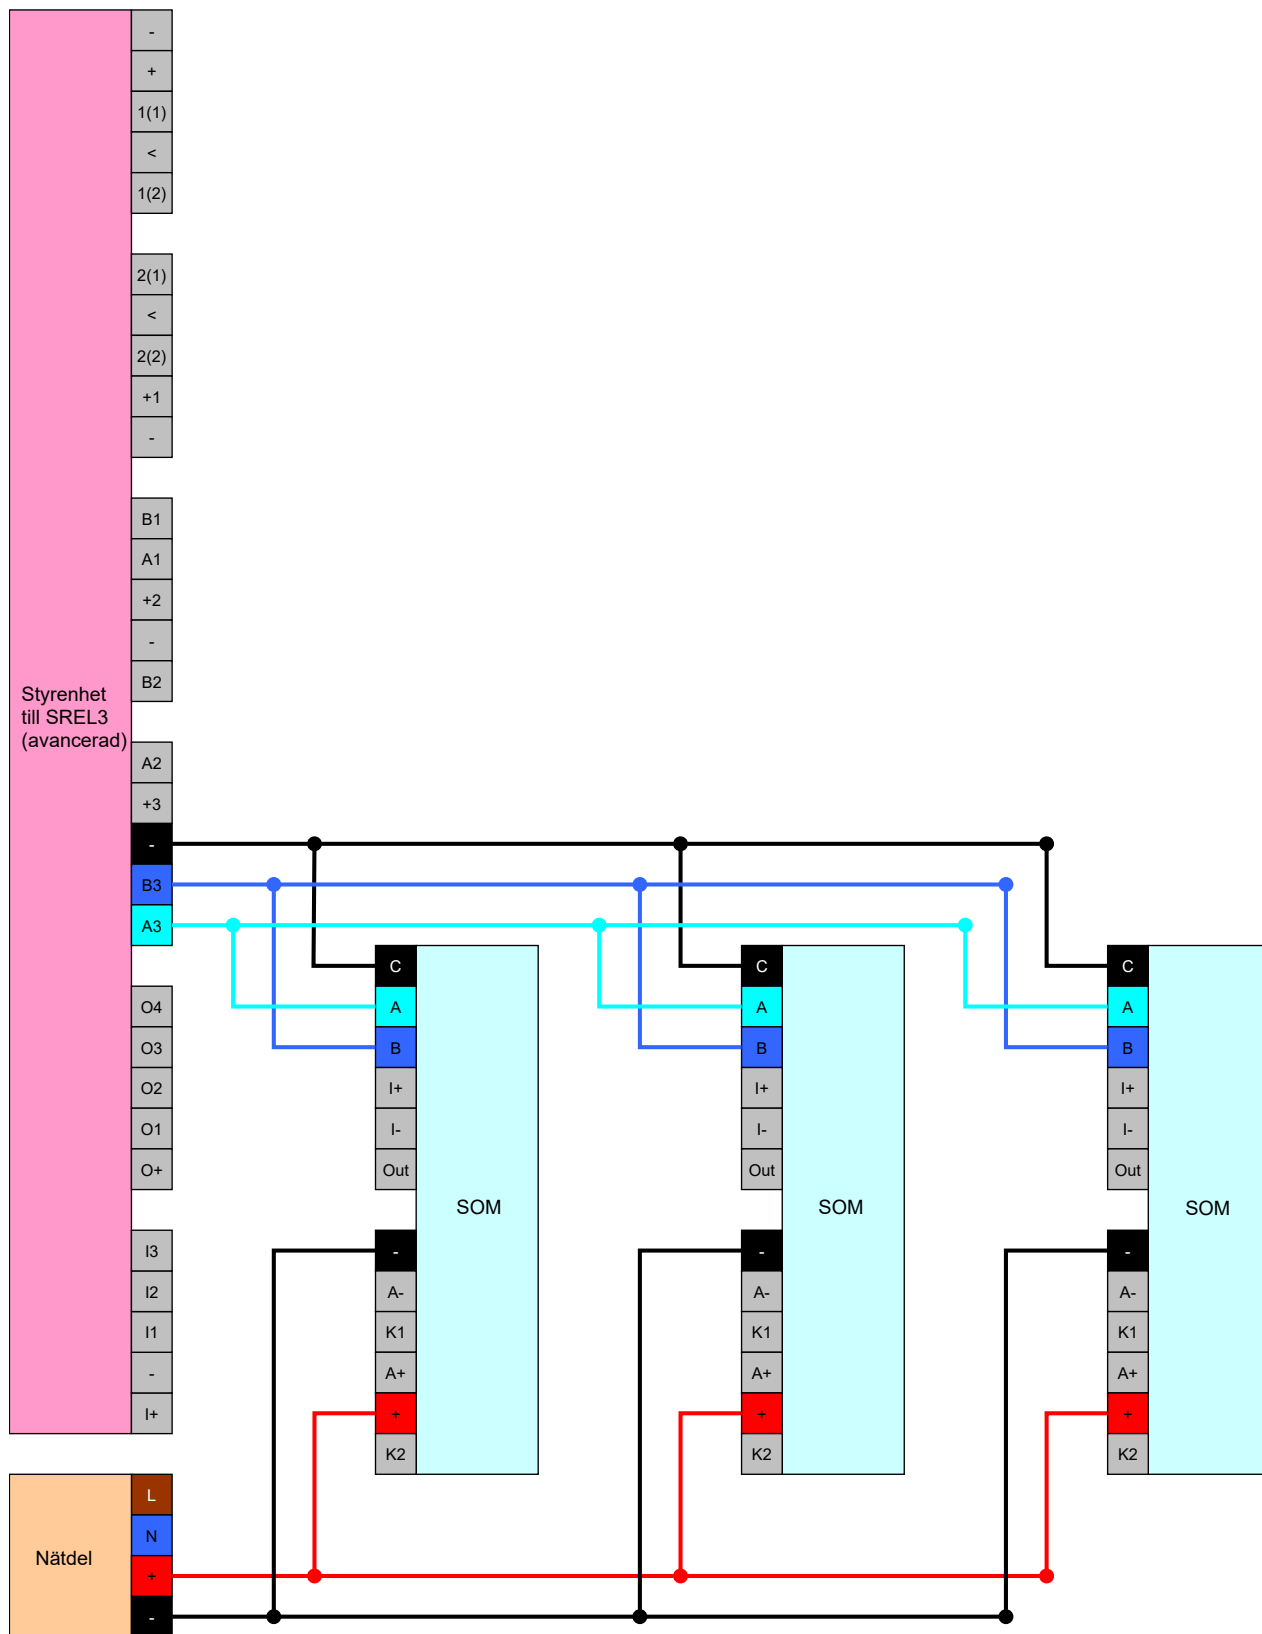 -
+
1(1)
<
1(2)
2(1)
<
2(2)
+1
-
B1
A1
+2
-
B2
Styrenhet
till SREL3
(avancerad)
A2
+3
-
B3
A3
O4
O3
O2
O1
O+
I3
I2
I1
-
I+
C
A
B
I+
I-
Out
SOM
-
A-
K1
A+
+
K2
C
A
B
I+
I-
Out
SOM
-
A-
K1
A+
+
K2
C
A
B
I+
I-
Out
SOM
-
A-
K1
A+
+
K2
Nätdel
L
N
+
-